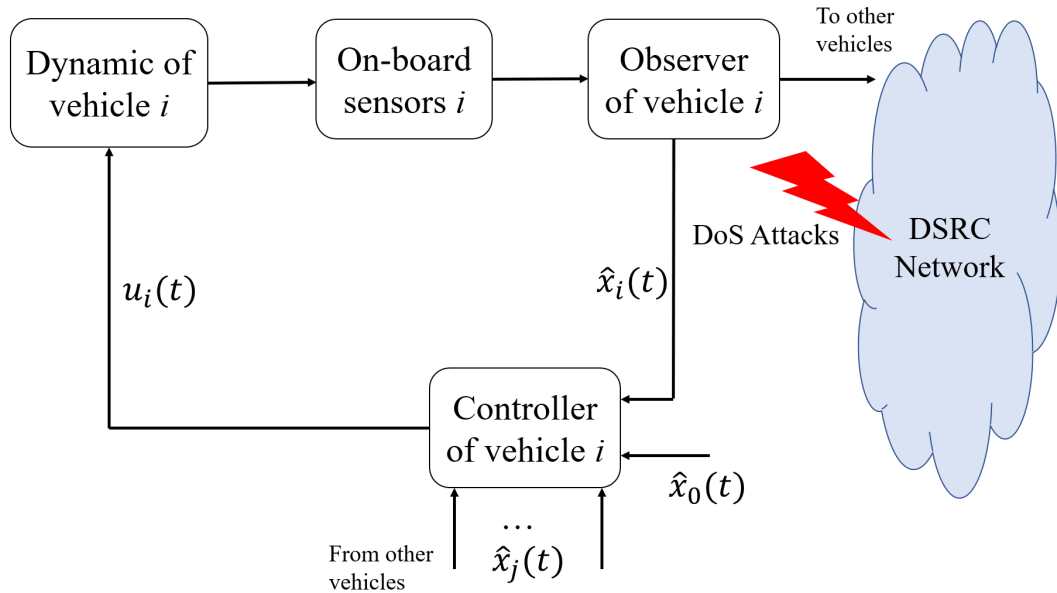 Dynamic of
vehicle i
On-board
sensors i
Observer
of vehicle i
To other
vehicles
DoS Attacks
DSRC
Network
u_i(t)
x̂_i(t)
Controller
of vehicle i
x̂_0(t)
...
x̂_j(t)
From other
vehicles